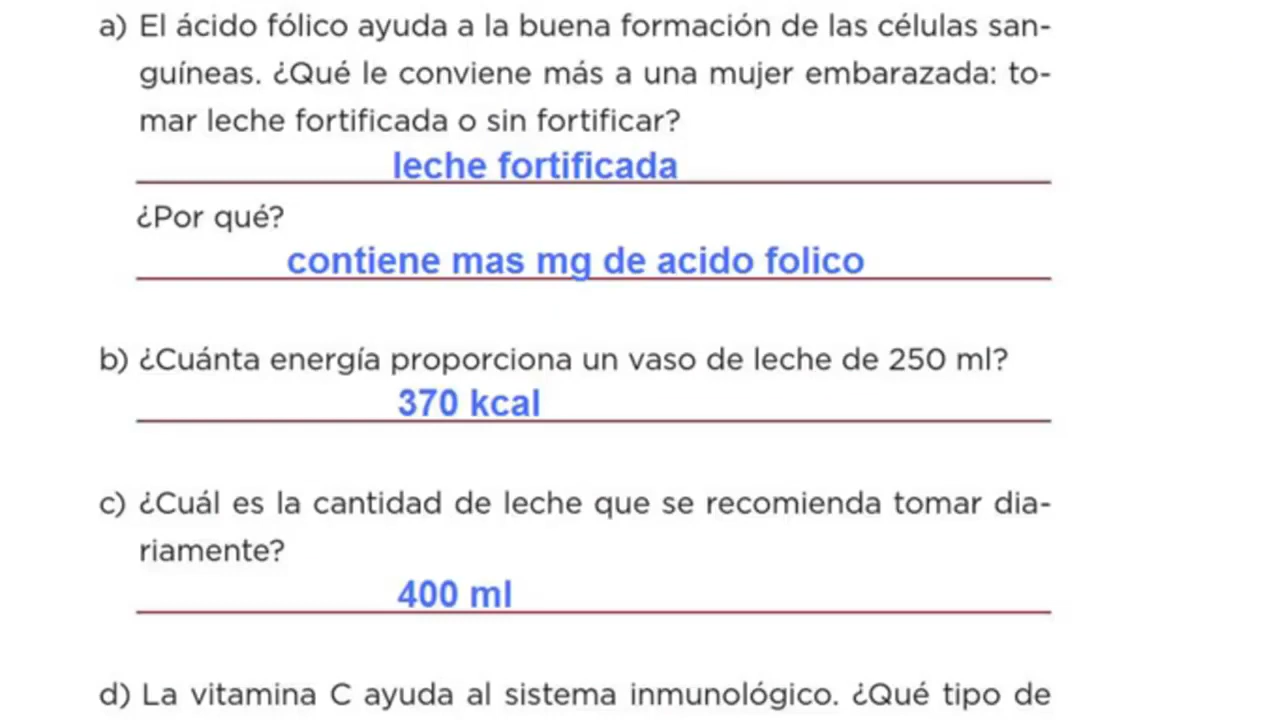 a) El ácido fólico ayuda a la buena formación de las células san-
guíneas. ¿Qué le conviene más a una mujer embarazada: to-
mar leche fortificada o sin fortificar?
leche fortificada
¿Por qué?
contiene mas mg de acido folico
b) ¿Cuánta energía proporciona un vaso de leche de 250 ml?
370 kcal
c) ¿Cuál es la cantidad de leche que se recomienda tomar dia-
riamente?
400 ml
d) La vitamina C ayuda al sistema inmunológico. ¿Qué tipo de